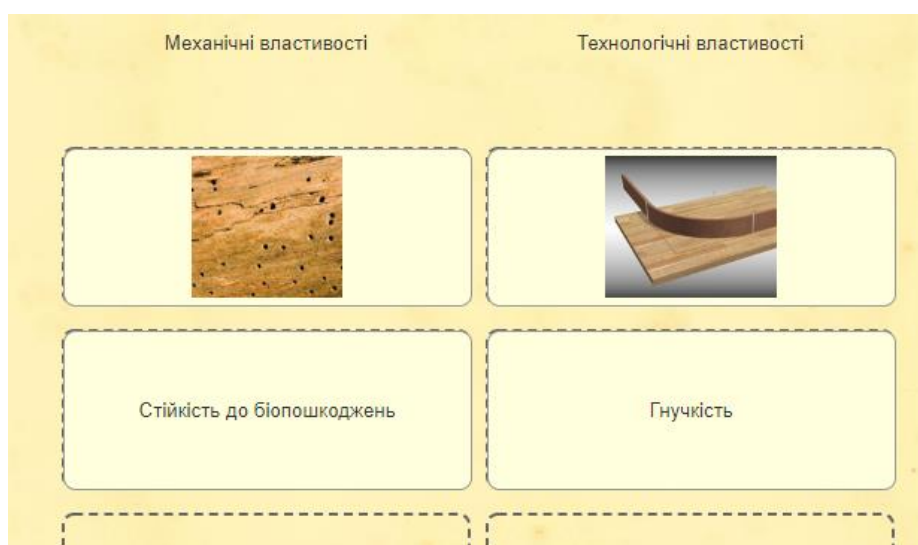 Механічні властивості
Технологічні властивості
Стійкість до біопошкоджень
Гнучкість